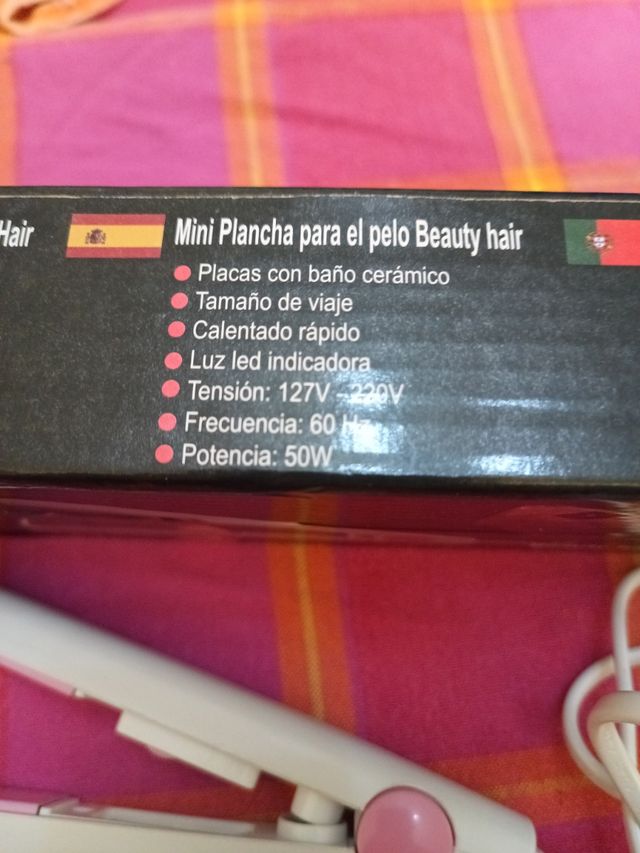 Hair
Mini Plancha para el pelo Beauty hair
Placas con baño cerámico
Tamaño de viaje
Calentado rápido
Luz led indicadora
Tensión: 127V - 220V
Frecuencia: 60 Hz
Potencia: 50W